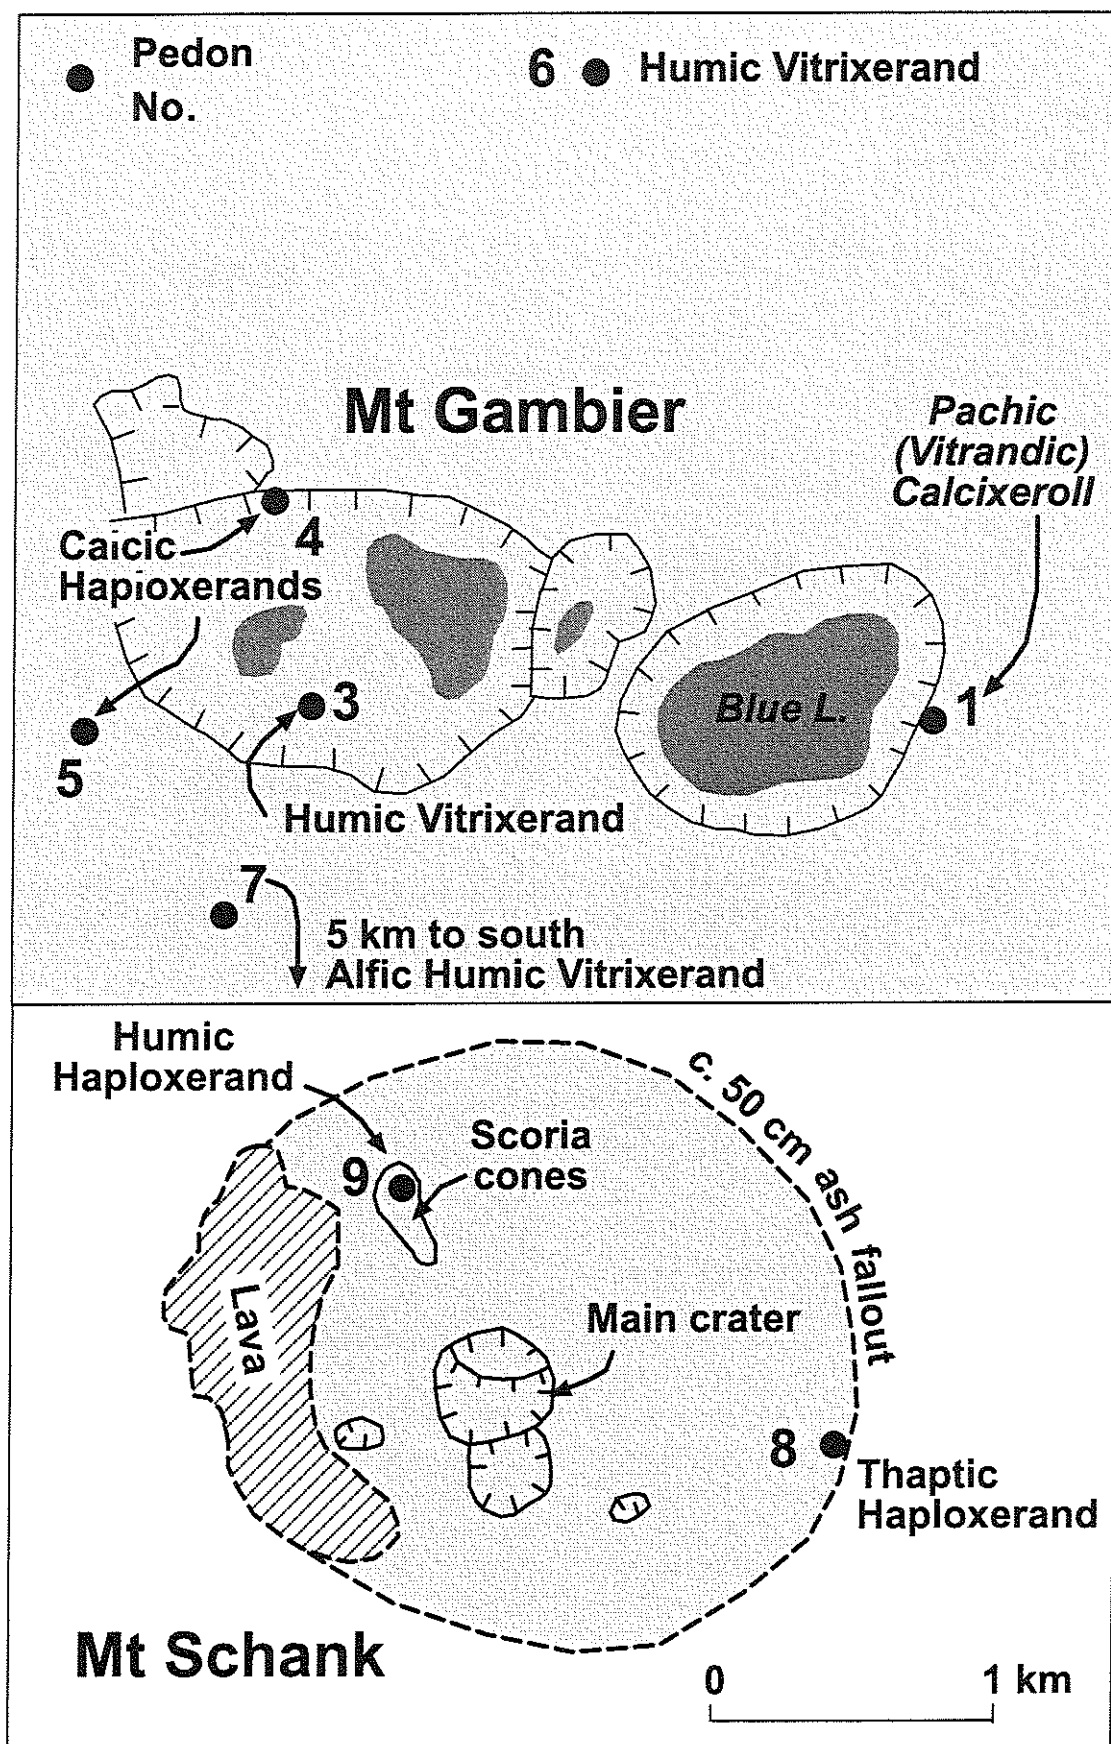 Pedon
No.
6
Humic Vitrixerand
Mt Gambier
Pachic
(Vitrandic)
Calcixeroll
4
Caicic
Hapioxerands
Blue L.
1
3
5
Humic Vitrixerand
7
5 km to south
Alfic Humic Vitrixerand
Humic
Haploxerand
c. 50 cm ash fallout
Scoria
cones
9
Lava
Main crater
8
Thaptic
Haploxerand
Mt Schank
0
1 km